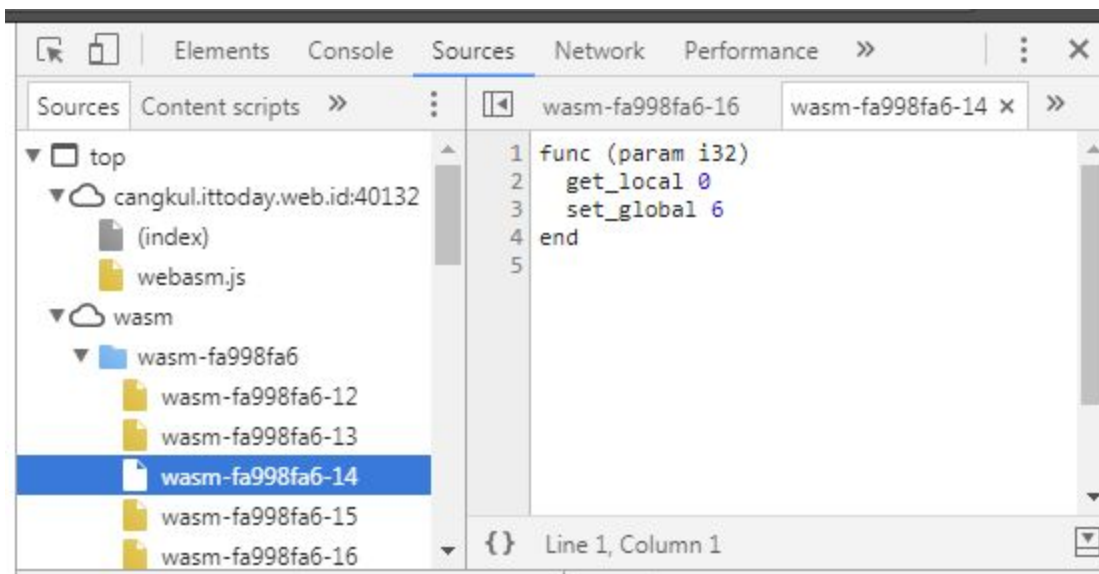 Elements Console Sources Network Performance »
Sources Content scripts »
top
cangkul.ittoday.web.id:40132
(index)
webasm.js
wasm
wasm-fa998fa6
wasm-fa998fa6-12
wasm-fa998fa6-13
wasm-fa998fa6-14
wasm-fa998fa6-15
wasm-fa998fa6-16
wasm-fa998fa6-16 wasm-fa998fa6-14 × »
1 func (param i32)
2 get_local 0
3 set_global 6
4 end
5
{} Line 1, Column 1